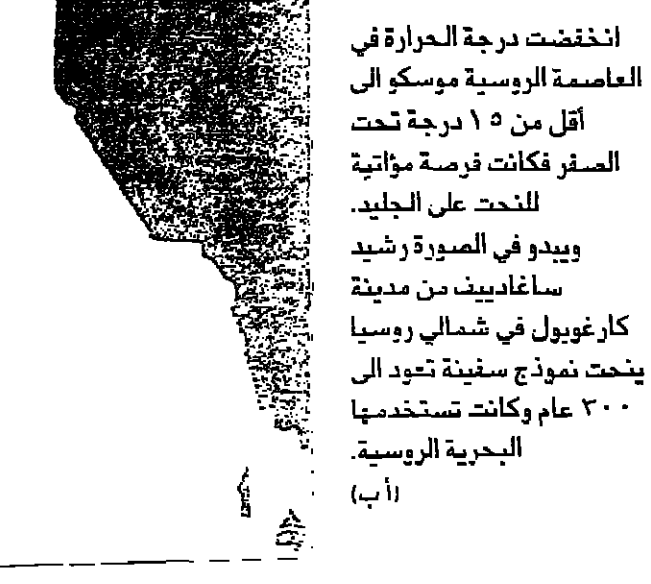 انخفضت درجة الحرارة في
العاصمة الروسية موسكو الى
أقل من ١٥ درجة تحت
الصفر فكانت فرصة مؤاتية
للنحت على الجليد.
ويبدو في الصورة رشيد
ساغادييف من مدينة
كارغوبول في شمالي روسيا
ينحت نموذج سفينة تعود الى
٣٠٠ عام وكانت تستخدمها
البحرية الروسية.
(أ ب)